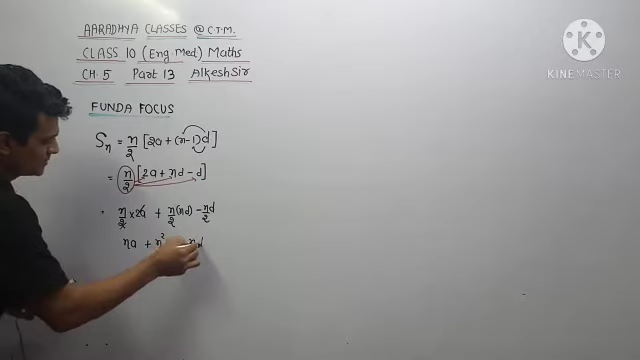 AARADHYA CLASSES @ C.T.M.
CLASS 10 (Eng.Med) Maths
CH.5 Part 13 AlkeshSir
FUNDA FOCUS
Sn = n/2 [2a + (n-1)d]
= n/2 [2a + nd - d]
n/2 × 2a + n/2 (nd) - nd/2
na + n²
KINEMASTER